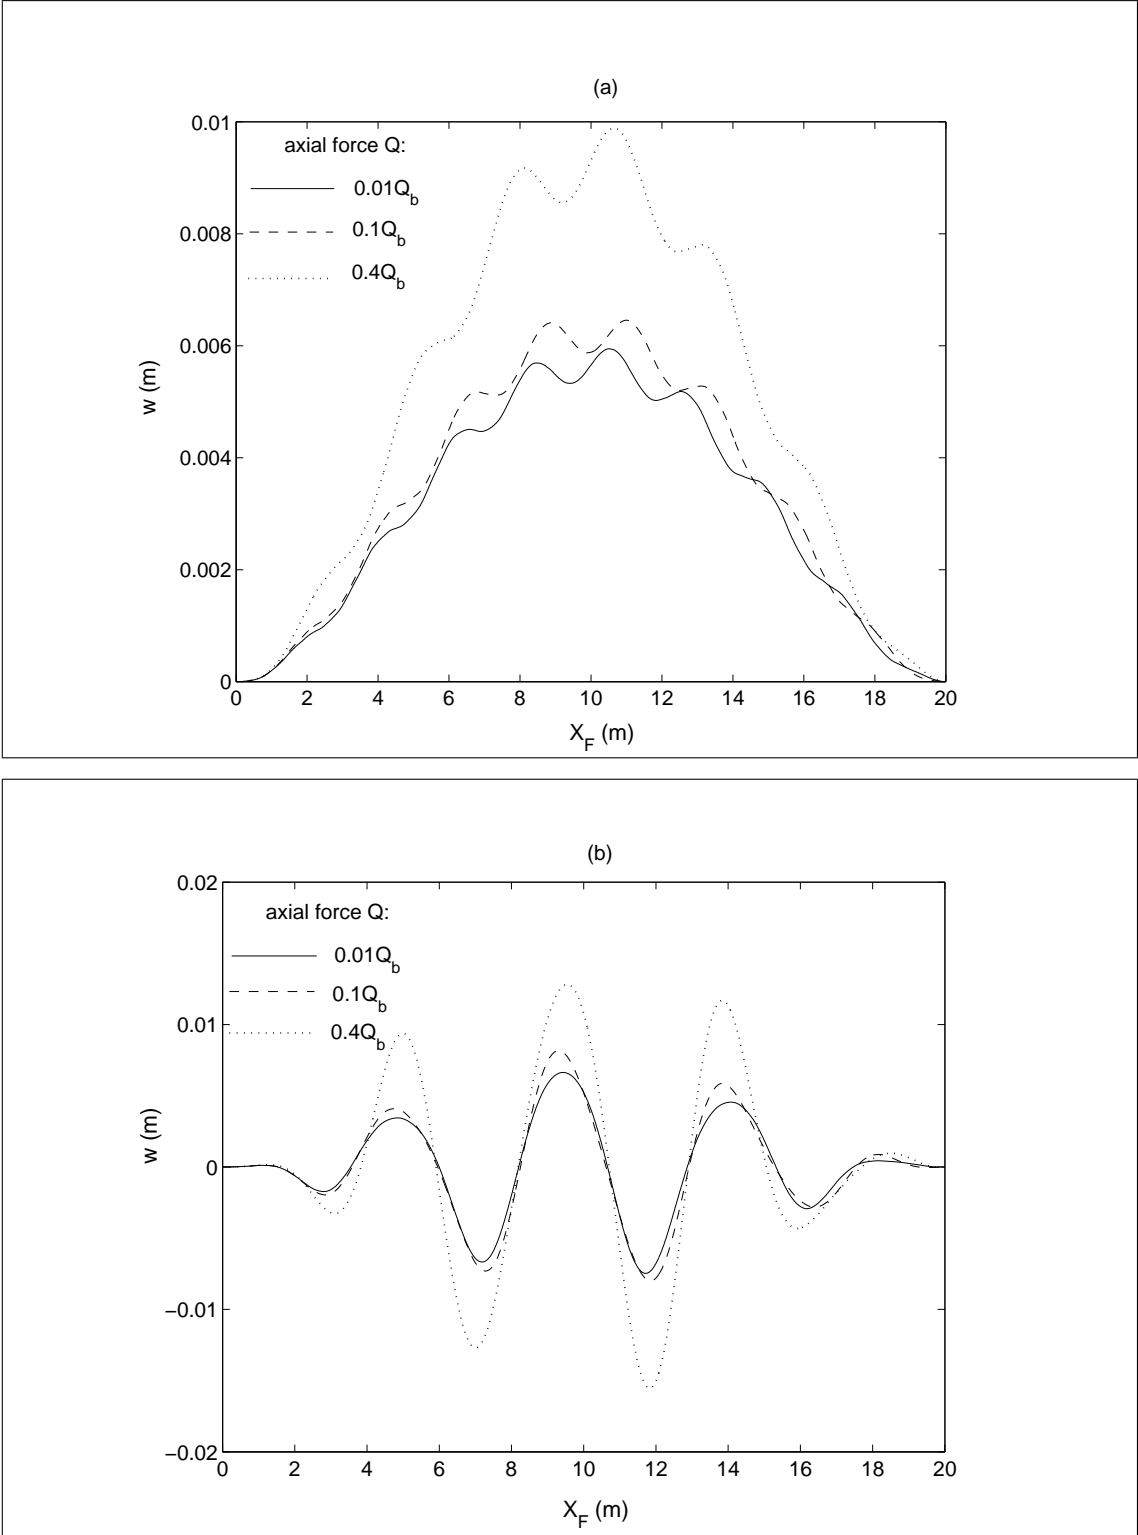 (a)
0.01
0.008
0.006
0.004
0.002
0
w (m)
axial force Q:
0.01Q_b
0.1Q_b
0.4Q_b
0 2 4 6 8 10 12 14 16 18 20
X_F (m)
(b)
0.02
0.01
0
−0.01
−0.02
w (m)
axial force Q:
0.01Q_b
0.1Q_b
0.4Q_b
0 2 4 6 8 10 12 14 16 18 20
X_F (m)